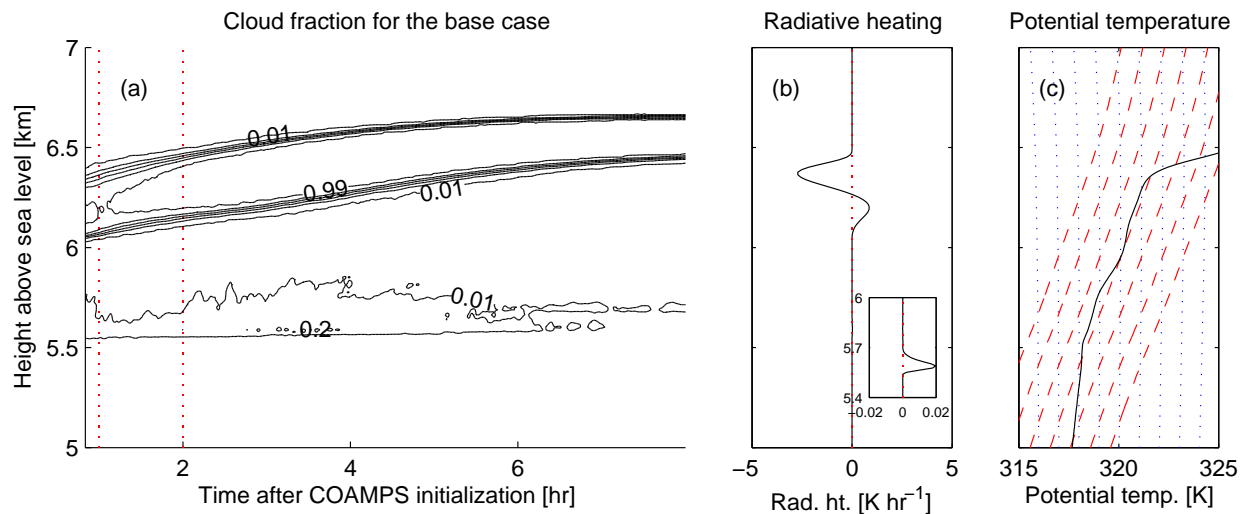 Cloud fraction for the base case
Radiative heating
Potential temperature
7
6.5
6
5.5
5
Height above sea level [km]
(a)
0.01
0.99
0.01
0.01
0.2
2
4
6
Time after COAMPS initialization [hr]
(b)
6
5.7
5.4
−0.02
0
0.02
−5
0
5
Rad. ht. [K hr⁻¹]
(c)
315
320
325
Potential temp. [K]